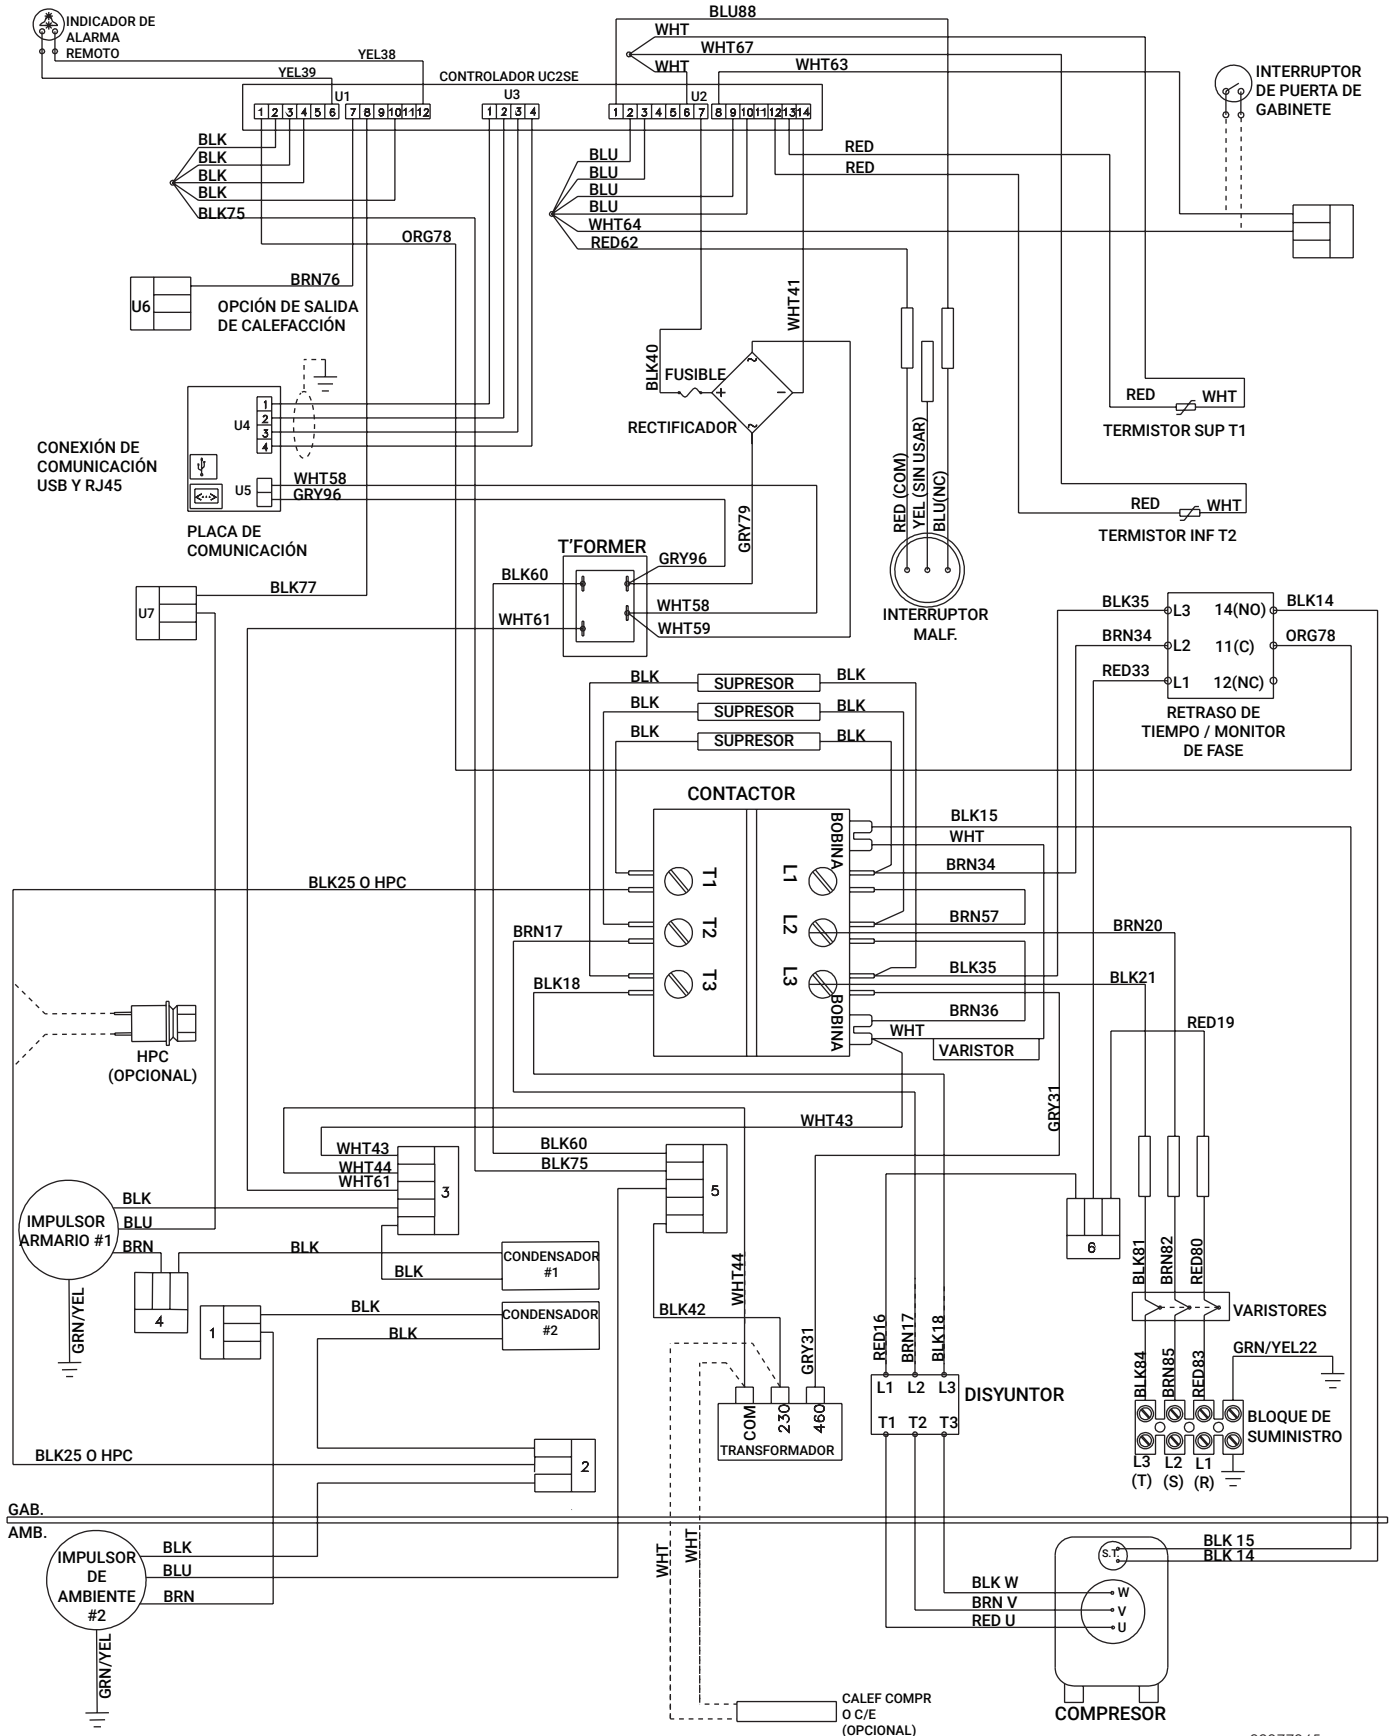 INDICADOR DE
ALARMA
REMOTO
YEL38
YEL39
CONTROLADOR UC2SE
BLU88
WHT
WHT67
WHT
WHT63
INTERRUPTOR
DE PUERTA DE
GABINETE
U1
U3
U2
1 2 3 4 5 6 7 8 9 10 11 12
1 2 3 4
1 2 3 4 5 6 7 8 9 10 11 12 13 14
BLK
BLK
BLK
BLK
BLK75
ORG78
BLU
BLU
BLU
BLU
WHT64
RED62
RED
RED
U6
BRN76
OPCIÓN DE SALIDA
DE CALEFACCIÓN
WHT41
BLK40
FUSIBLE
+
-
~
~
RECTIFICADOR
RED
WHT
TERMISTOR SUP T1
RED
WHT
TERMISTOR INF T2
CONEXIÓN DE
COMUNICACIÓN
USB Y RJ45
U4
1
2
3
4
U5
WHT58
GRY96
PLACA DE
COMUNICACIÓN
GRY79
RED (COM)
YEL (SIN USAR)
BLU(NC)
INTERRUPTOR
MALF.
T'FORMER
BLK60
GRY96
WHT58
WHT61
WHT59
U7
BLK77
BLK35
BRN34
RED33
L3
L2
L1
14(NO)
11(C)
12(NC)
BLK14
ORG78
RETRASO DE
TIEMPO / MONITOR
DE FASE
BLK
SUPRESOR
BLK
BLK
SUPRESOR
BLK
BLK
SUPRESOR
BLK
CONTACTOR
BOBINA
T1
L1
T2
L2
T3
L3
BOBINA
BLK15
WHT
BRN34
BRN57
BRN20
BLK35
BLK21
BRN36
WHT
VARISTOR
RED19
BLK25 O HPC
BRN17
BLK18
HPC
(OPCIONAL)
GRY31
WHT43
WHT43
WHT44
WHT61
3
BLK60
BLK75
5
IMPULSOR
ARMARIO #1
BLK
BLU
BRN
GRN/YEL
BLK
BLK
CONDENSADOR
#1
4
1
BLK
BLK
CONDENSADOR
#2
WHT44
BLK42
GRY31
COM
230
460
TRANSFORMADOR
RED16
BRN17
BLK18
L1 L2 L3
T1 T2 T3
DISYUNTOR
6
BLK81
BRN82
RED80
VARISTORES
BLK84
BRN85
RED83
GRN/YEL22
BLOQUE DE
SUMINISTRO
L3
(T)
L2
(S)
L1
(R)
BLK25 O HPC
2
GAB.
AMB.
IMPULSOR
DE
AMBIENTE
#2
BLK
BLU
BRN
GRN/YEL
WHT
WHT
CALEF COMPR
O C/E
(OPCIONAL)
S.T.
BLK 15
BLK 14
BLK W
BRN V
RED U
W
V
U
COMPRESOR